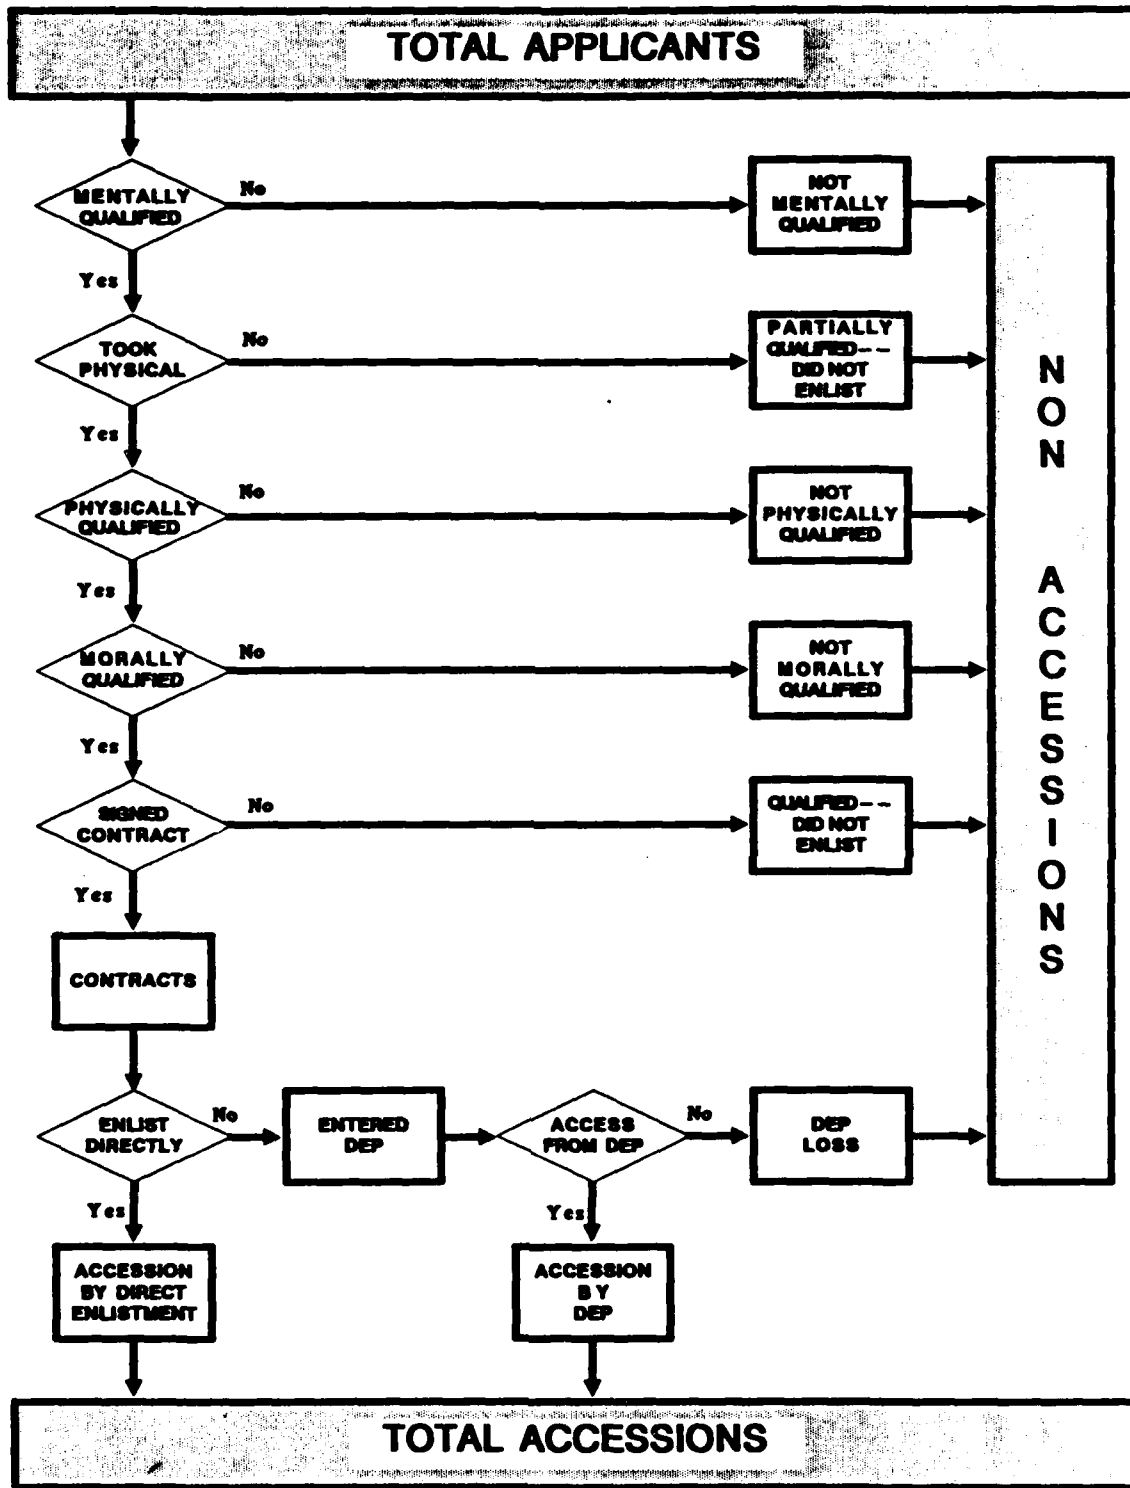 TOTAL APPLICANTS
MENTALLY
QUALIFIED
No
NOT
MENTALLY
QUALIFIED
Yes
TOOK
PHYSICAL
No
PARTIALLY
QUALIFIED--
DID NOT
ENLIST
Yes
PHYSICALLY
QUALIFIED
No
NOT
PHYSICALLY
QUALIFIED
Yes
MORALLY
QUALIFIED
No
NOT
MORALLY
QUALIFIED
Yes
SIGNED
CONTRACT
No
QUALIFIED--
DID NOT
ENLIST
Yes
CONTRACTS
ENLIST
DIRECTLY
No
ENTERED
DEP
ACCESS
FROM DEP
No
DEP
LOSS
NON ACCESSIONS
Yes
ACCESSION
BY DIRECT
ENLISTMENT
Yes
ACCESSION
BY
DEP
TOTAL ACCESSIONS